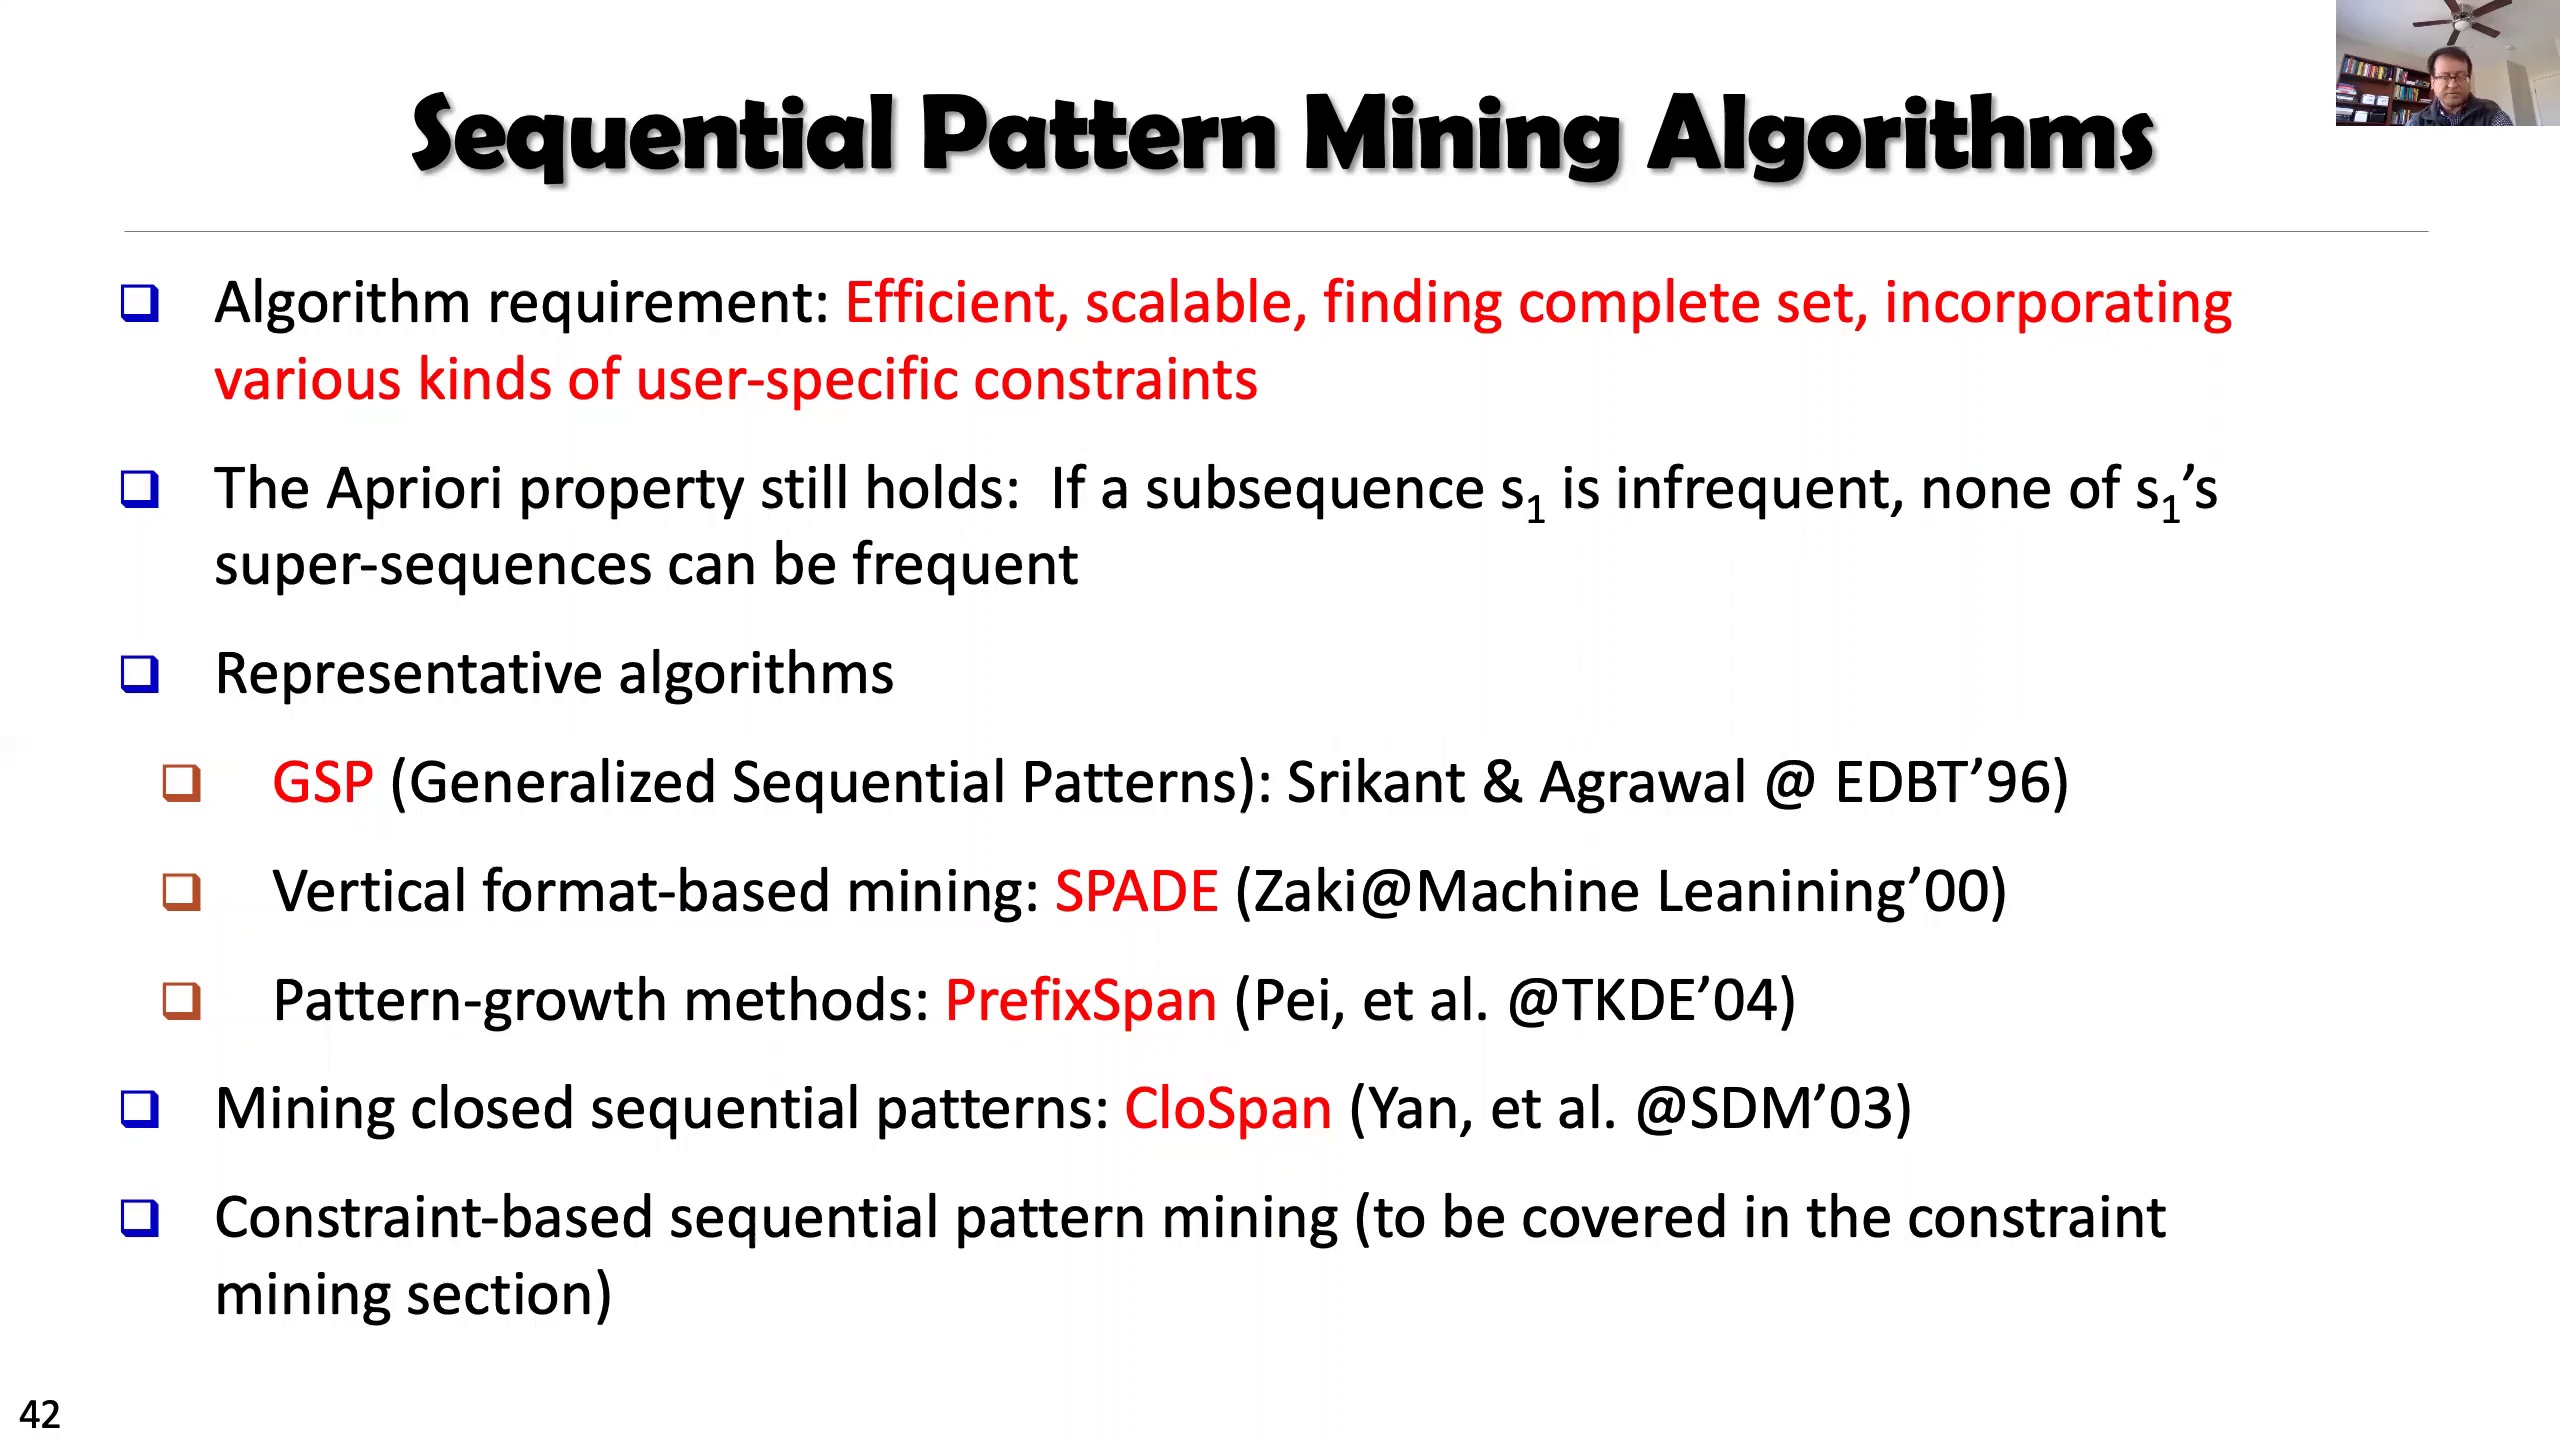 Sequential Pattern Mining Algorithms
Algorithm requirement: Efficient, scalable, finding complete set, incorporating
various kinds of user-specific constraints
The Apriori property still holds:  If a subsequence s₁ is infrequent, none of s₁’s
super-sequences can be frequent
Representative algorithms
GSP (Generalized Sequential Patterns): Srikant & Agrawal @ EDBT’96)
Vertical format-based mining: SPADE (Zaki@Machine Leanining’00)
Pattern-growth methods: PrefixSpan (Pei, et al. @TKDE’04)
Mining closed sequential patterns: CloSpan (Yan, et al. @SDM’03)
Constraint-based sequential pattern mining (to be covered in the constraint
mining section)
42